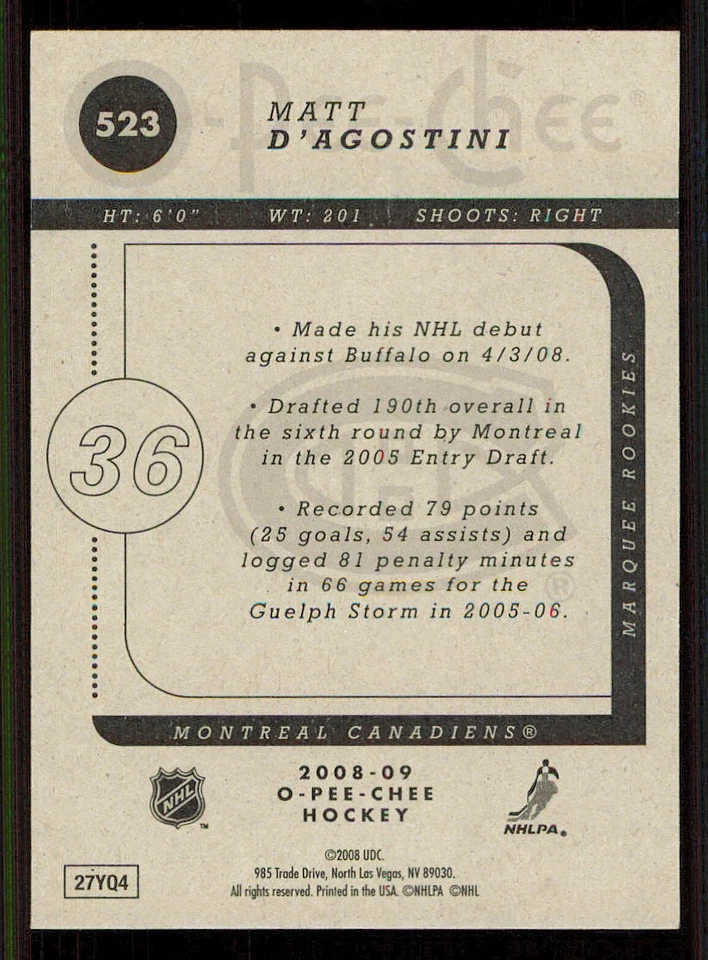 O-Pee-Chee®
523
MATT
D'AGOSTINI
HT: 6'0" WT: 201 SHOOTS: RIGHT
• Made his NHL debut
against Buffalo on 4/3/08.
• Drafted 190th overall in
the sixth round by Montreal
in the 2005 Entry Draft.
• Recorded 79 points
(25 goals, 54 assists) and
logged 81 penalty minutes
in 66 games for the
Guelph Storm in 2005-06.
36
MARQUEE ROOKIES
MONTREAL CANADIENS®
NHL
™
2008-09
O-PEE-CHEE
HOCKEY
NHLPA®
©2008 UDC.
985 Trade Drive, North Las Vegas, NV 89030.
All rights reserved. Printed in the USA. ©NHLPA ©NHL
27YQ4